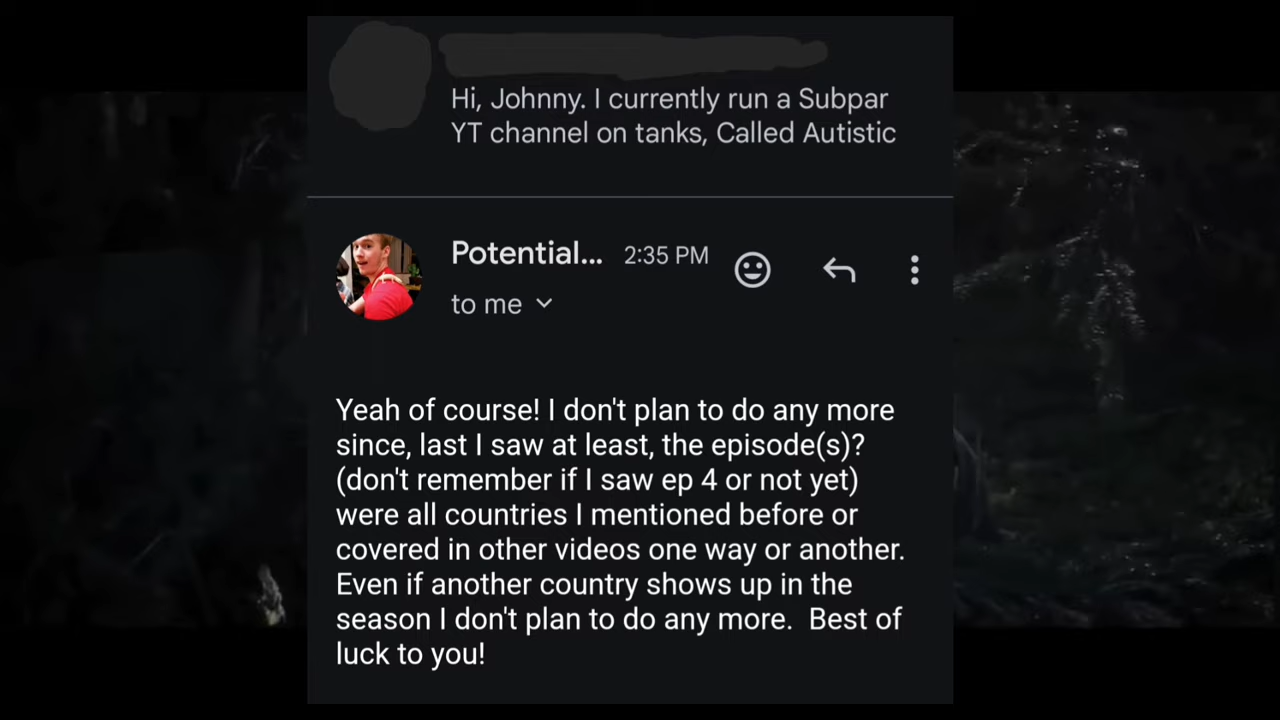 Hi, Johnny. I currently run a Subpar
YT channel on tanks, Called Autistic
Potential... 2:35 PM
to me
Yeah of course! I don't plan to do any more
since, last I saw at least, the episode(s)?
(don't remember if I saw ep 4 or not yet)
were all countries I mentioned before or
covered in other videos one way or another.
Even if another country shows up in the
season I don't plan to do any more.  Best of
luck to you!